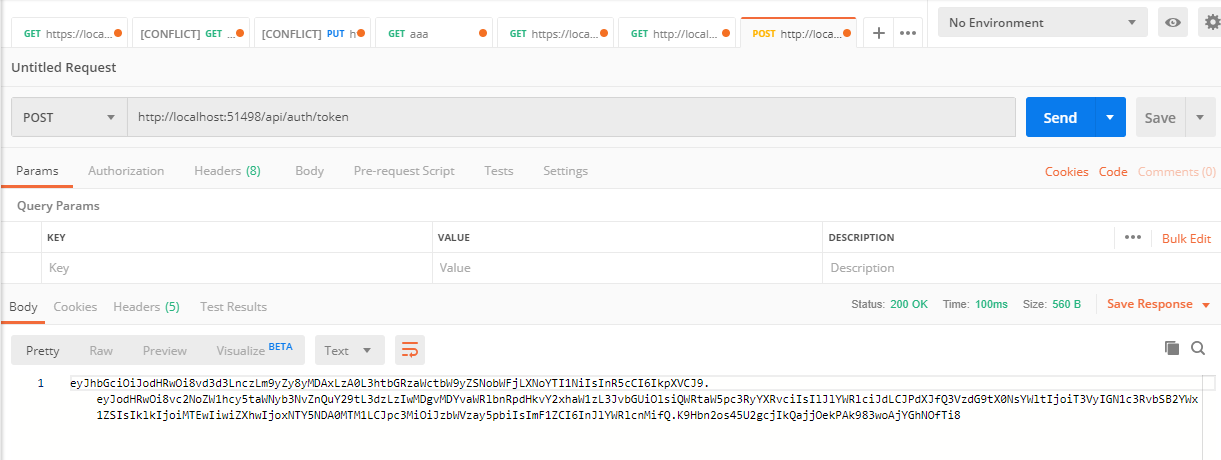 GET https://loca...
[CONFLICT] GET ...
[CONFLICT] PUT h
GET aaa
GET https://loca...
GET http://local...
POST http://loca...
+ •••
No Environment
Untitled Request
POST http://localhost:51498/api/auth/token Send Save
Params Authorization Headers (8) Body Pre-request Script Tests Settings Cookies Code Comments (0)
Query Params
KEY VALUE DESCRIPTION ••• Bulk Edit
Key Value Description
Body Cookies Headers (5) Test Results Status: 200 OK Time: 100ms Size: 560 B Save Response
Pretty Raw Preview Visualize BETA Text
1 eyJhbGciOiJodHRwOi8vd3d3LnczLm9yZy8yMDAxLzA0L3htbGRzaWctbW9yZSNobWFjLXNoYTI1NiIsInR5cCI6IkpXVCJ9.
eyJodHRwOi8vc2NoZW1hcy5taWNyb3NvZnQuY29tL3dzLzIwMDgvMDYvaWRlbnRpdHkvY2xhaW1zL3JvbGUiOlsiQWRtaW5pc3RyYXRvciIsIlJlYWRlciJdLCJPdXJfQ3VzdG9tX0NsYWltIjoiT3VyIGN1c3RvbSB2YWx
1ZSIsIklkIjoiMTEwIiwiZXhwIjoxNTY5NDA0MTM1LCJpc3MiOiJzbWVzay5pbiIsImF1ZCI6InJlYWRlcnMifQ.K9Hbn2os45U2gcjIkQajjOekPAk983woAjYGhNOfTi8